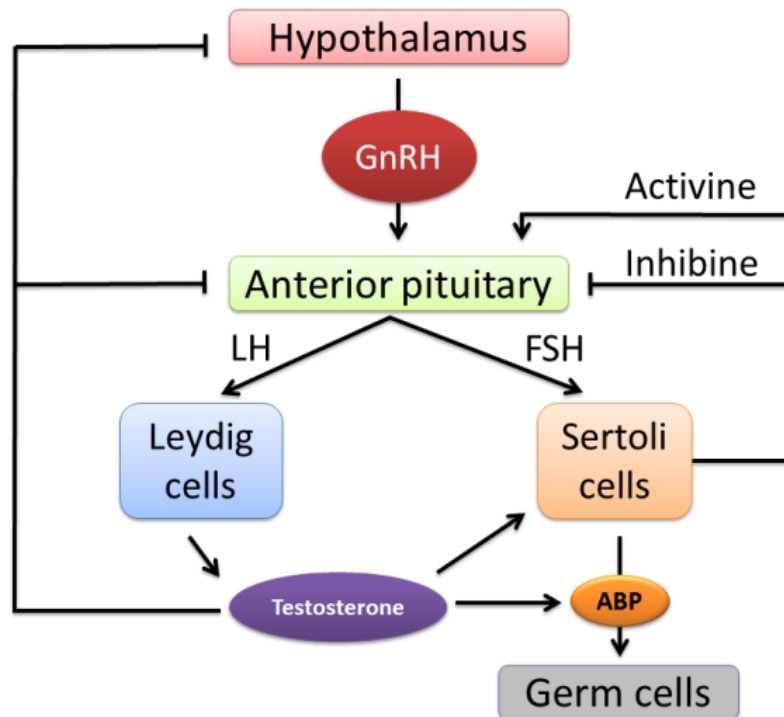 Hypothalamus
GnRH
Activine
Anterior pituitary
Inhibine
LH
FSH
Leydig
cells
Sertoli
cells
Testosterone
ABP
Germ cells